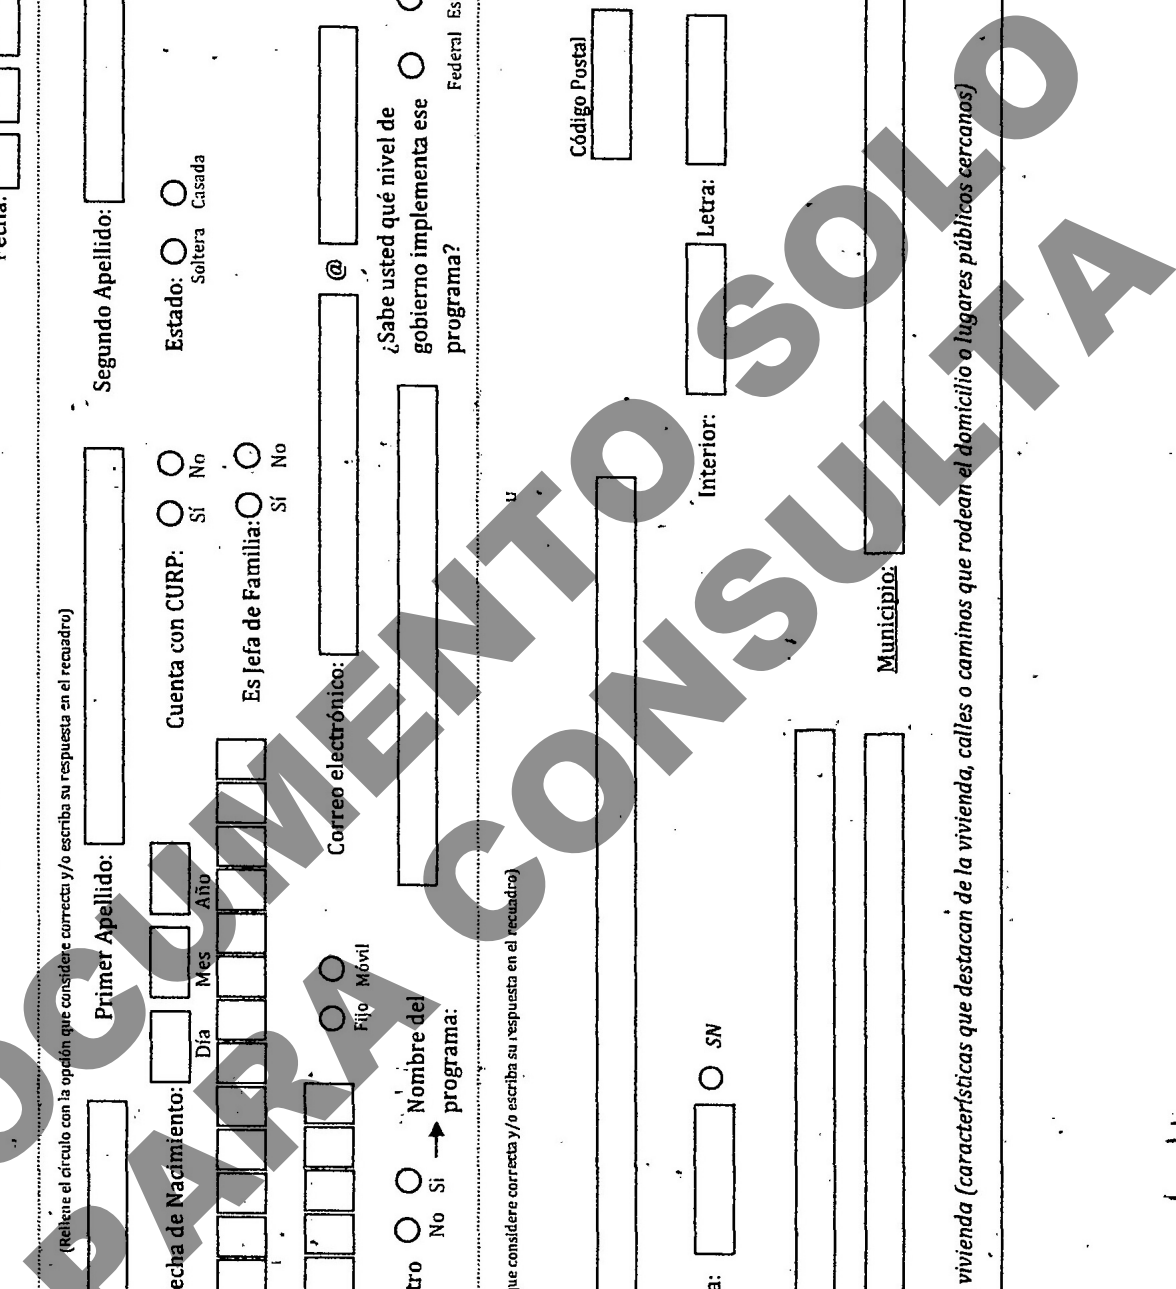 Fecha:
(Rellene el círculo con la opción que considere correcta y/o escriba su respuesta en el recuadro)
Primer Apellido: Segundo Apellido:
echa de Nacimiento: Cuenta con CURP: Estado:
Día Mes Año Sí No Soltera Casada
Es Jefa de Familia:
Sí No
Correo electrónico: @
Fijo Móvil
tro No Si → Nombre del programa:
¿Sabe usted qué nivel de
gobierno implementa ese
programa?
Federal Es
que considere correcta y/o escriba su respuesta en el recuadro)
Código Postal
a: SN Interior: Letra:
Municipio:
vivienda (características que destacan de la vivienda, calles o caminos que rodean el domicilio o lugares públicos cercanos)
OCUMENTO SOLO
PARA CONSULTA